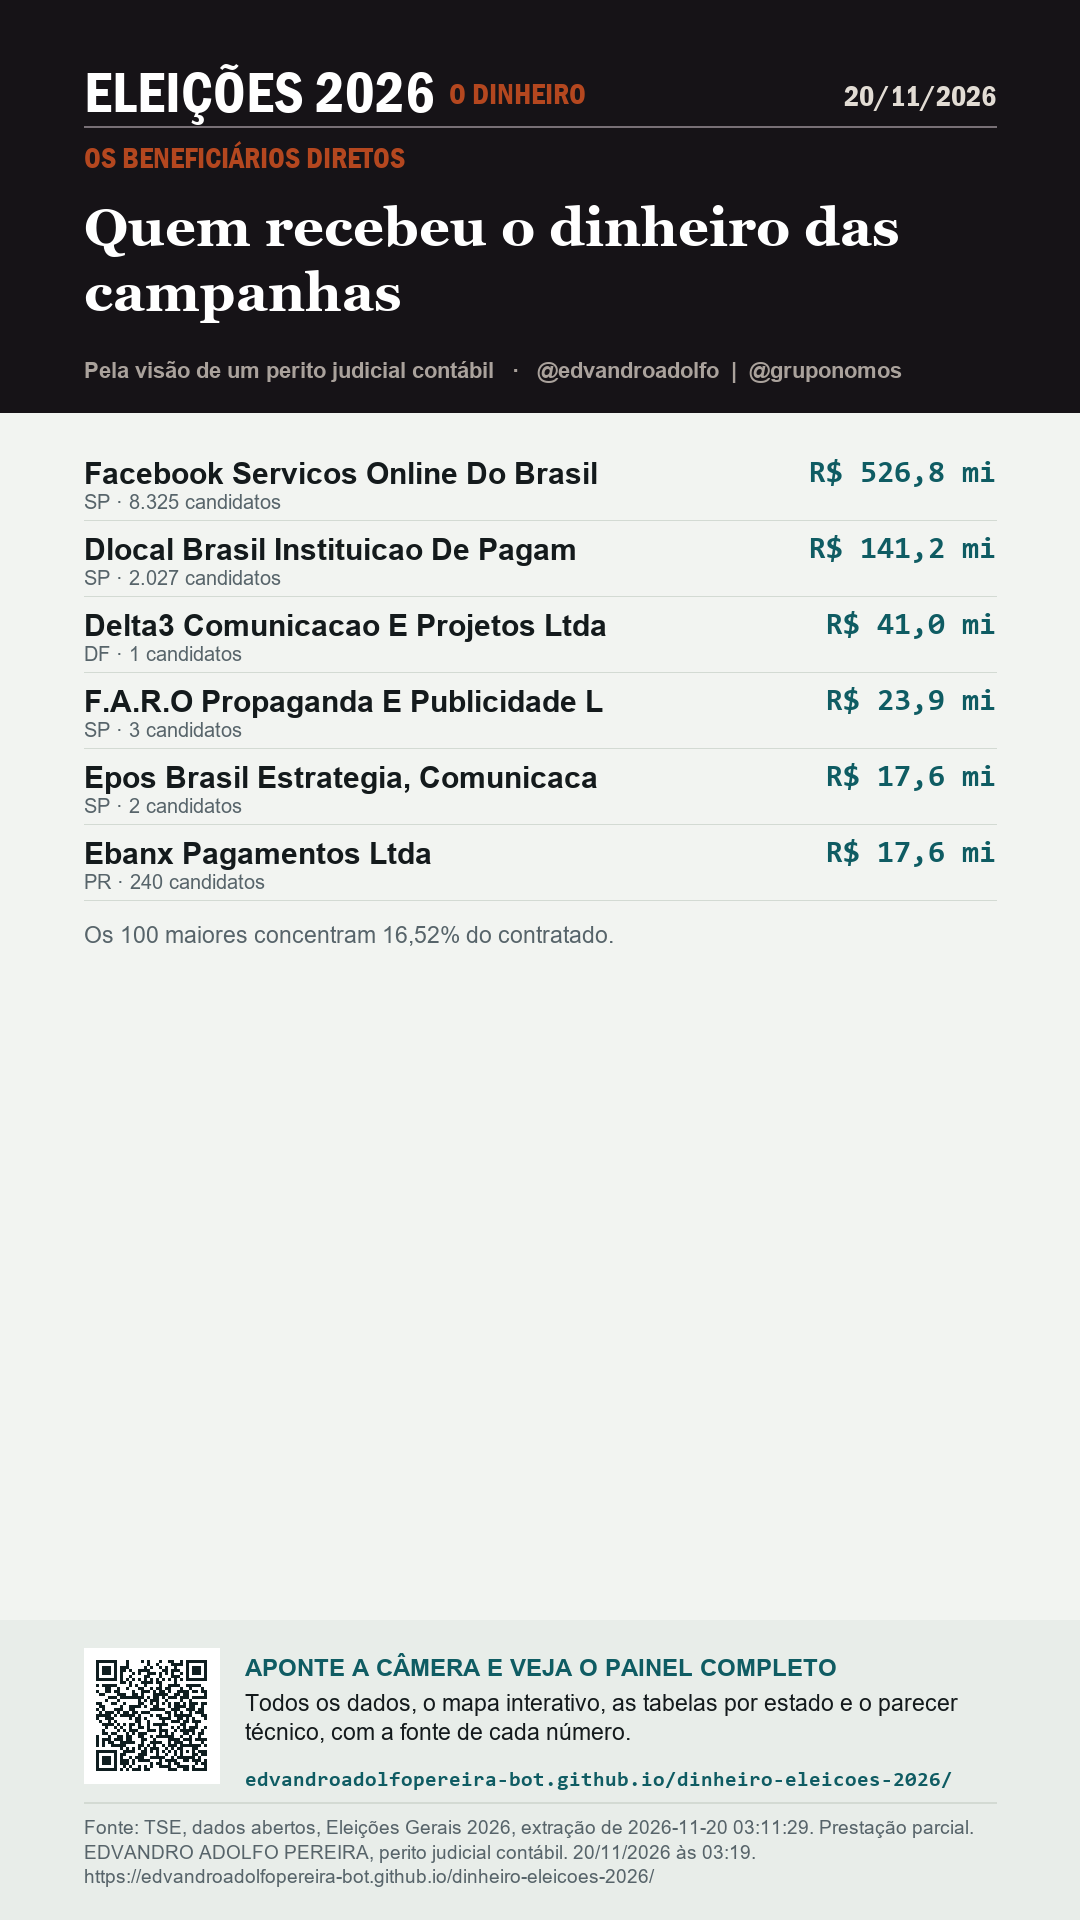 ELEIÇÕES 2026 O DINHEIRO 20/11/2026
OS BENEFICIÁRIOS DIRETOS
Quem recebeu o dinheiro das
campanhas
Pela visão de um perito judicial contábil · @edvandroadolfo | @gruponomos
Facebook Servicos Online Do Brasil R$ 526,8 mi
SP · 8.325 candidatos
Dlocal Brasil Instituicao De Pagam R$ 141,2 mi
SP · 2.027 candidatos
Delta3 Comunicacao E Projetos Ltda R$ 41,0 mi
DF · 1 candidatos
F.A.R.O Propaganda E Publicidade L R$ 23,9 mi
SP · 3 candidatos
Epos Brasil Estrategia, Comunicaca R$ 17,6 mi
SP · 2 candidatos
Ebanx Pagamentos Ltda R$ 17,6 mi
PR · 240 candidatos
Os 100 maiores concentram 16,52% do contratado.
APONTE A CÂMERA E VEJA O PAINEL COMPLETO
Todos os dados, o mapa interativo, as tabelas por estado e o parecer
técnico, com a fonte de cada número.
edvandroadolfopereira-bot.github.io/dinheiro-eleicoes-2026/
Fonte: TSE, dados abertos, Eleições Gerais 2026, extração de 2026-11-20 03:11:29. Prestação parcial.
EDVANDRO ADOLFO PEREIRA, perito judicial contábil. 20/11/2026 às 03:19.
https://edvandroadolfopereira-bot.github.io/dinheiro-eleicoes-2026/